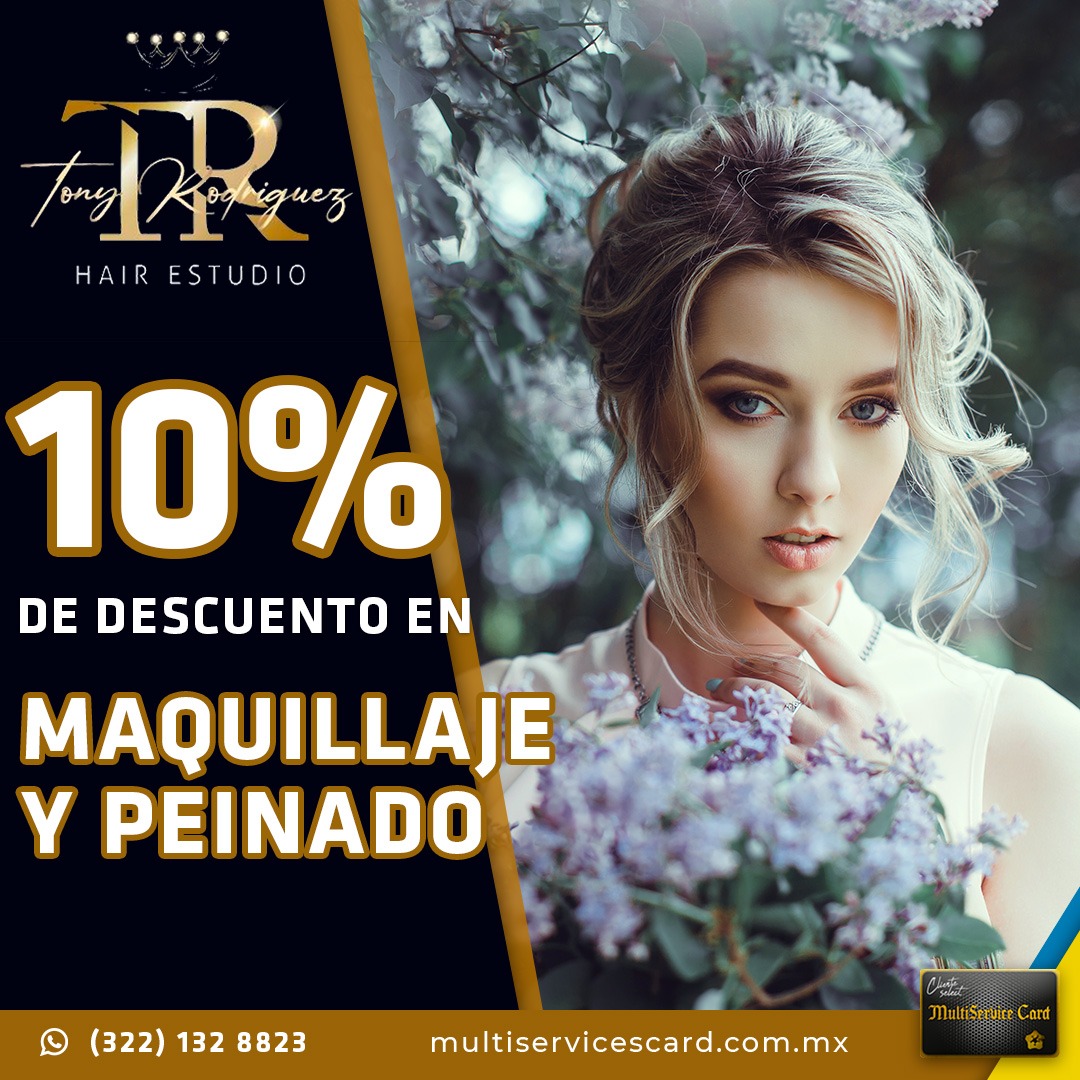 TR
Tony Rodriguez
HAIR ESTUDIO
10%
DE DESCUENTO EN
MAQUILLAJE
Y PEINADO
(322) 132 8823
multiservicescard.com.mx
Cliente
select
MultiService Card